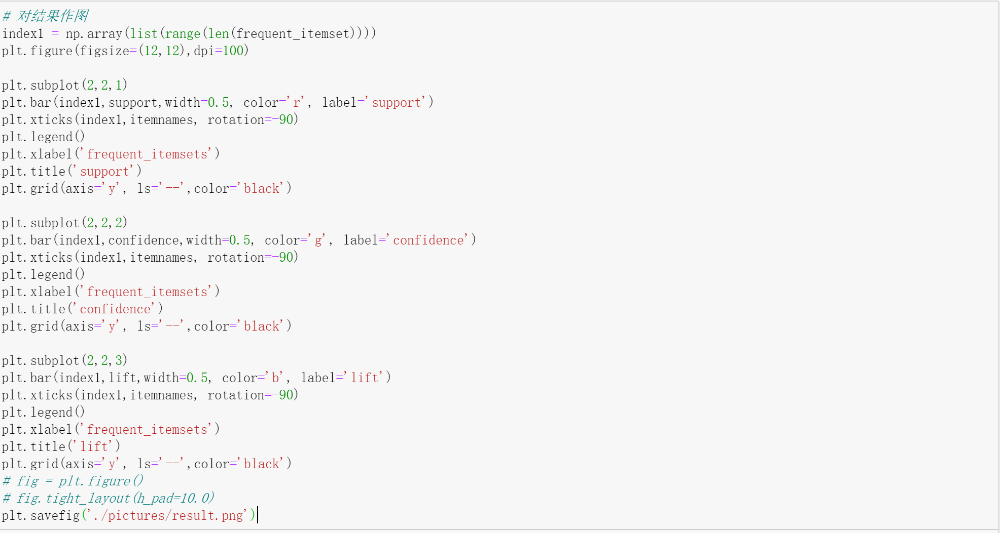 # 对结果作图
index1 = np.array(list(range(len(frequent_itemset))))
plt.figure(figsize=(12,12),dpi=100)
plt.subplot(2,2,1)
plt.bar(index1,support,width=0.5, color='r', label='support')
plt.xticks(index1,itemnames, rotation=-90)
plt.legend()
plt.xlabel('frequent_itemsets')
plt.title('support')
plt.grid(axis='y', ls='--',color='black')
plt.subplot(2,2,2)
plt.bar(index1,confidence,width=0.5, color='g', label='confidence')
plt.xticks(index1,itemnames, rotation=-90)
plt.legend()
plt.xlabel('frequent_itemsets')
plt.title('confidence')
plt.grid(axis='y', ls='--',color='black')
plt.subplot(2,2,3)
plt.bar(index1,lift,width=0.5, color='b', label='lift')
plt.xticks(index1,itemnames, rotation=-90)
plt.legend()
plt.xlabel('frequent_itemsets')
plt.title('lift')
plt.grid(axis='y', ls='--',color='black')
# fig = plt.figure()
# fig.tight_layout(h_pad=10.0)
plt.savefig('./pictures/result.png')